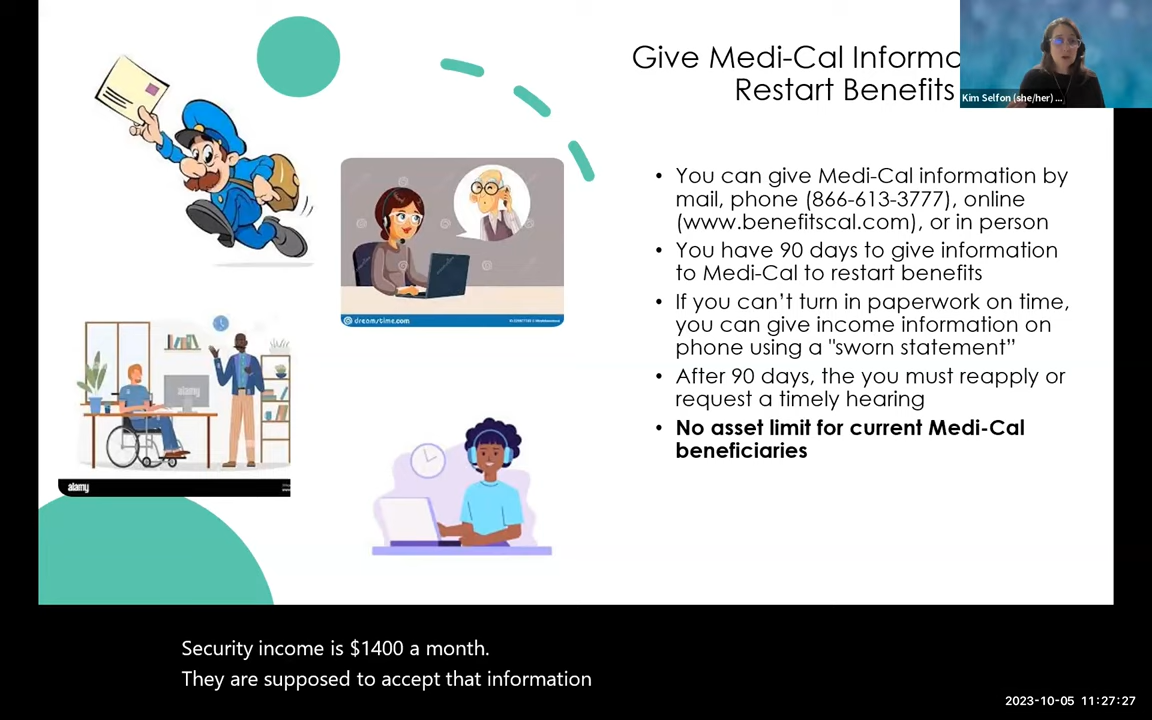 Give Medi-Cal Informa
Restart Benefits
Kim Selfon (she/her) ...
• You can give Medi-Cal information by
mail, phone (866-613-3777), online
(www.benefitscal.com), or in person
• You have 90 days to give information
to Medi-Cal to restart benefits
• If you can’t turn in paperwork on time,
you can give income information on
phone using a "sworn statement”
• After 90 days, the you must reapply or
request a timely hearing
• No asset limit for current Medi-Cal
beneficiaries
dreamstime.com
alamy
alamy
Security income is $1400 a month.
They are supposed to accept that information
2023-10-05 11:27:27